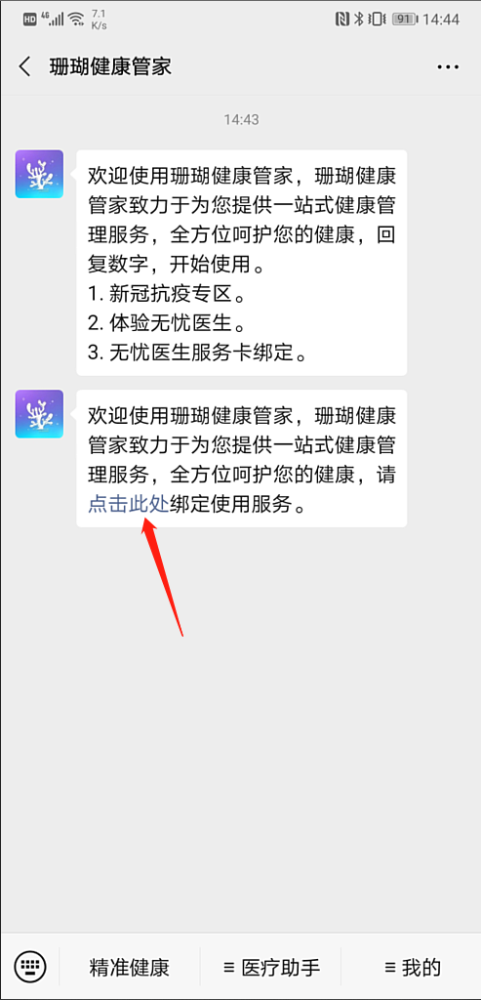 HD 4G 7.1 K/s 91 14:44
珊瑚健康管家
14:43
欢迎使用珊瑚健康管家，珊瑚健康
管家致力于为您提供一站式健康管
理服务，全方位呵护您的健康，回
复数字，开始使用。
1. 新冠抗疫专区。
2. 体验无忧医生。
3. 无忧医生服务卡绑定。
欢迎使用珊瑚健康管家，珊瑚健康
管家致力于为您提供一站式健康管
理服务，全方位呵护您的健康，请
点击此处绑定使用服务。
精准健康 医疗助手 我的